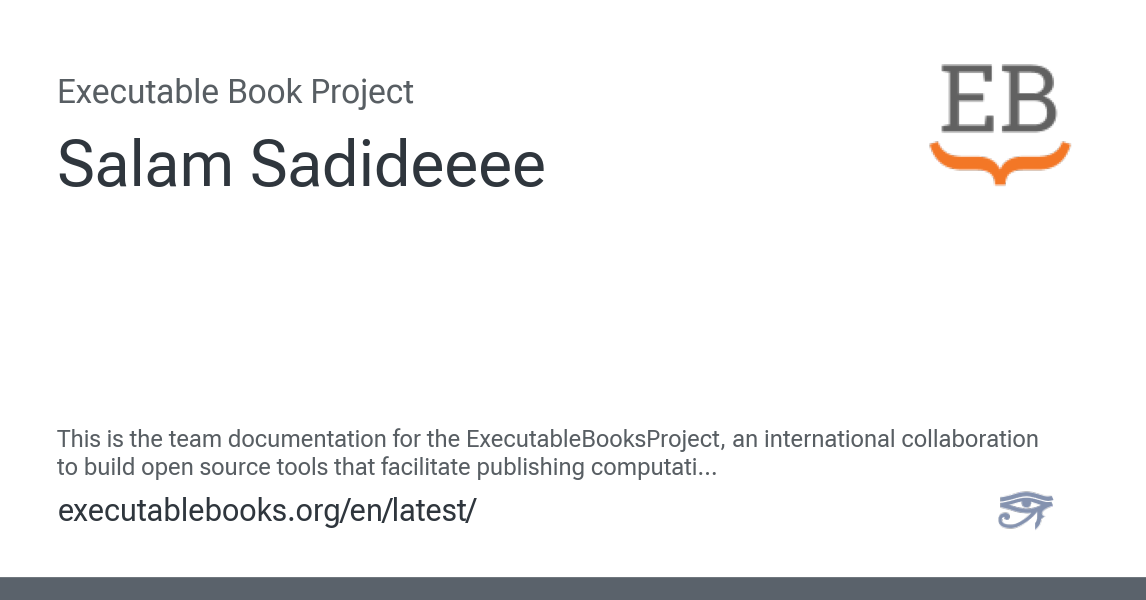 Executable Book Project
EB
Salam Sadideeee
This is the team documentation for the ExecutableBooksProject, an international collaboration
to build open source tools that facilitate publishing computati...
executablebooks.org/en/latest/